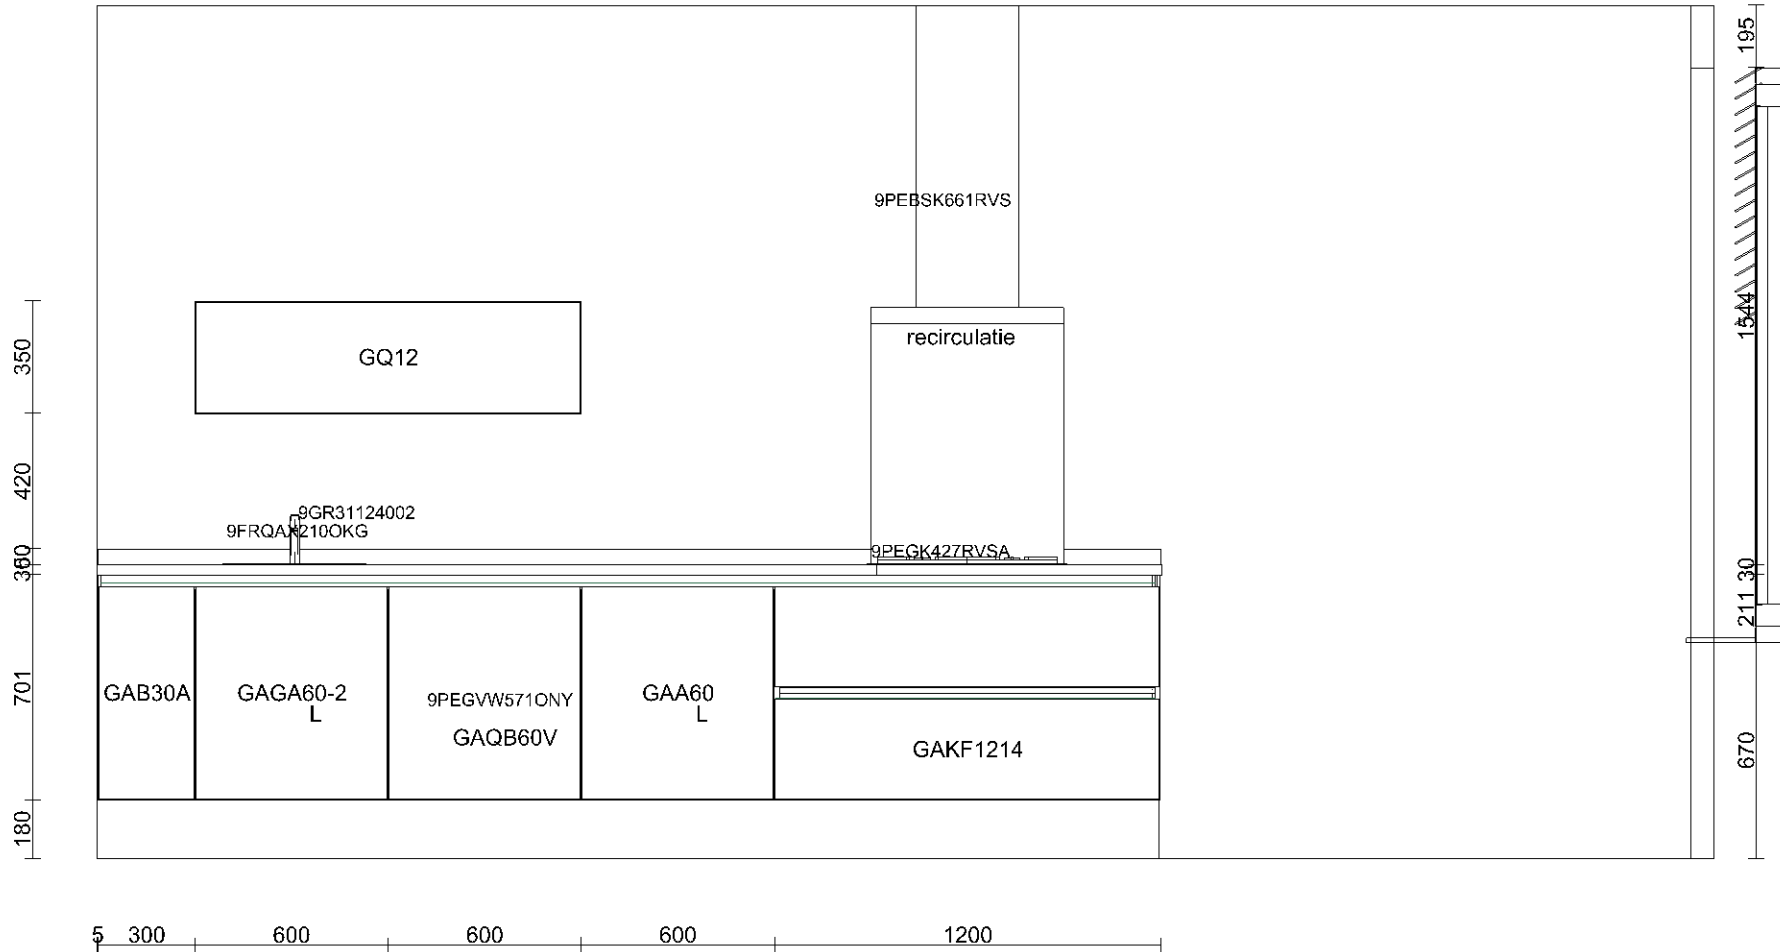 195
9PEBSK661RVS
1544
recirculatie
350
GQ12
420
9GR31124002
9FRQAX210OKG
9PEGK427RVSA
30
211
701
GAB30A
GAGA60-2
L
9PEGVW571ONY
GAQB60V
GAA60
L
GAKF1214
670
180
5
300
600
600
600
1200